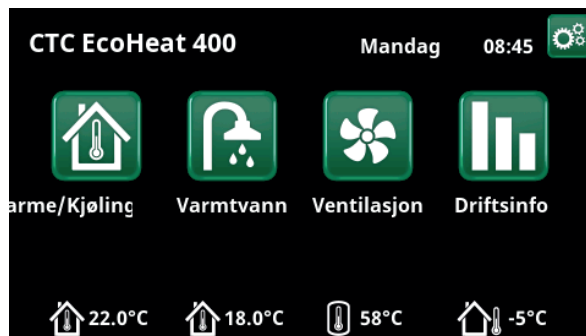 CTC EcoHeat 400 Mandag 08:45
arme/Kjøling Varmtvann Ventilasjon Driftsinfo
22.0°C 18.0°C 58°C -5°C